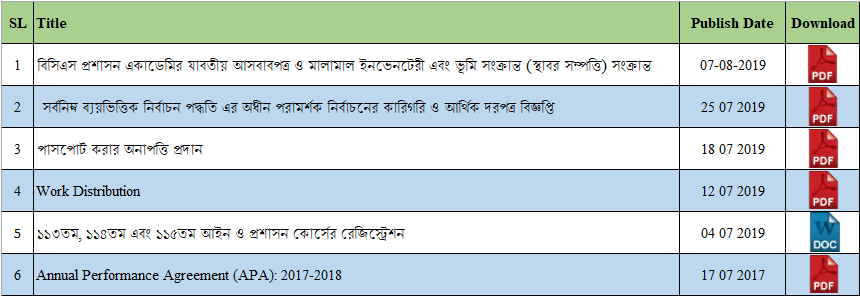 SL Title Publish Date Download
1 বিসিএস প্রশাসন একাডেমির যাবতীয় আসবাবপত্র ও মালামাল ইনভেনটেরী এবং ভূমি সংক্রান্ত (স্থাবর সম্পত্তি) সংক্রান্ত 07-08-2019 PDF
2 সর্বনিম্ন ব্যয়ভিত্তিক নির্বাচন পদ্ধতি এর অধীন পরামর্শক নির্বাচনের কারিগরি ও আর্থিক দরপত্র বিজ্ঞপ্তি 25 07 2019 PDF
3 পাসপোর্ট করার অনাপত্তি প্রদান 18 07 2019 PDF
4 Work Distribution 12 07 2019 PDF
5 ১১৩তম, ১১৪তম এবং ১১৫তম আইন ও প্রশাসন কোর্সের রেজিস্ট্রেশন 04 07 2019 W DOC
6 Annual Performance Agreement (APA): 2017-2018 17 07 2017 PDF